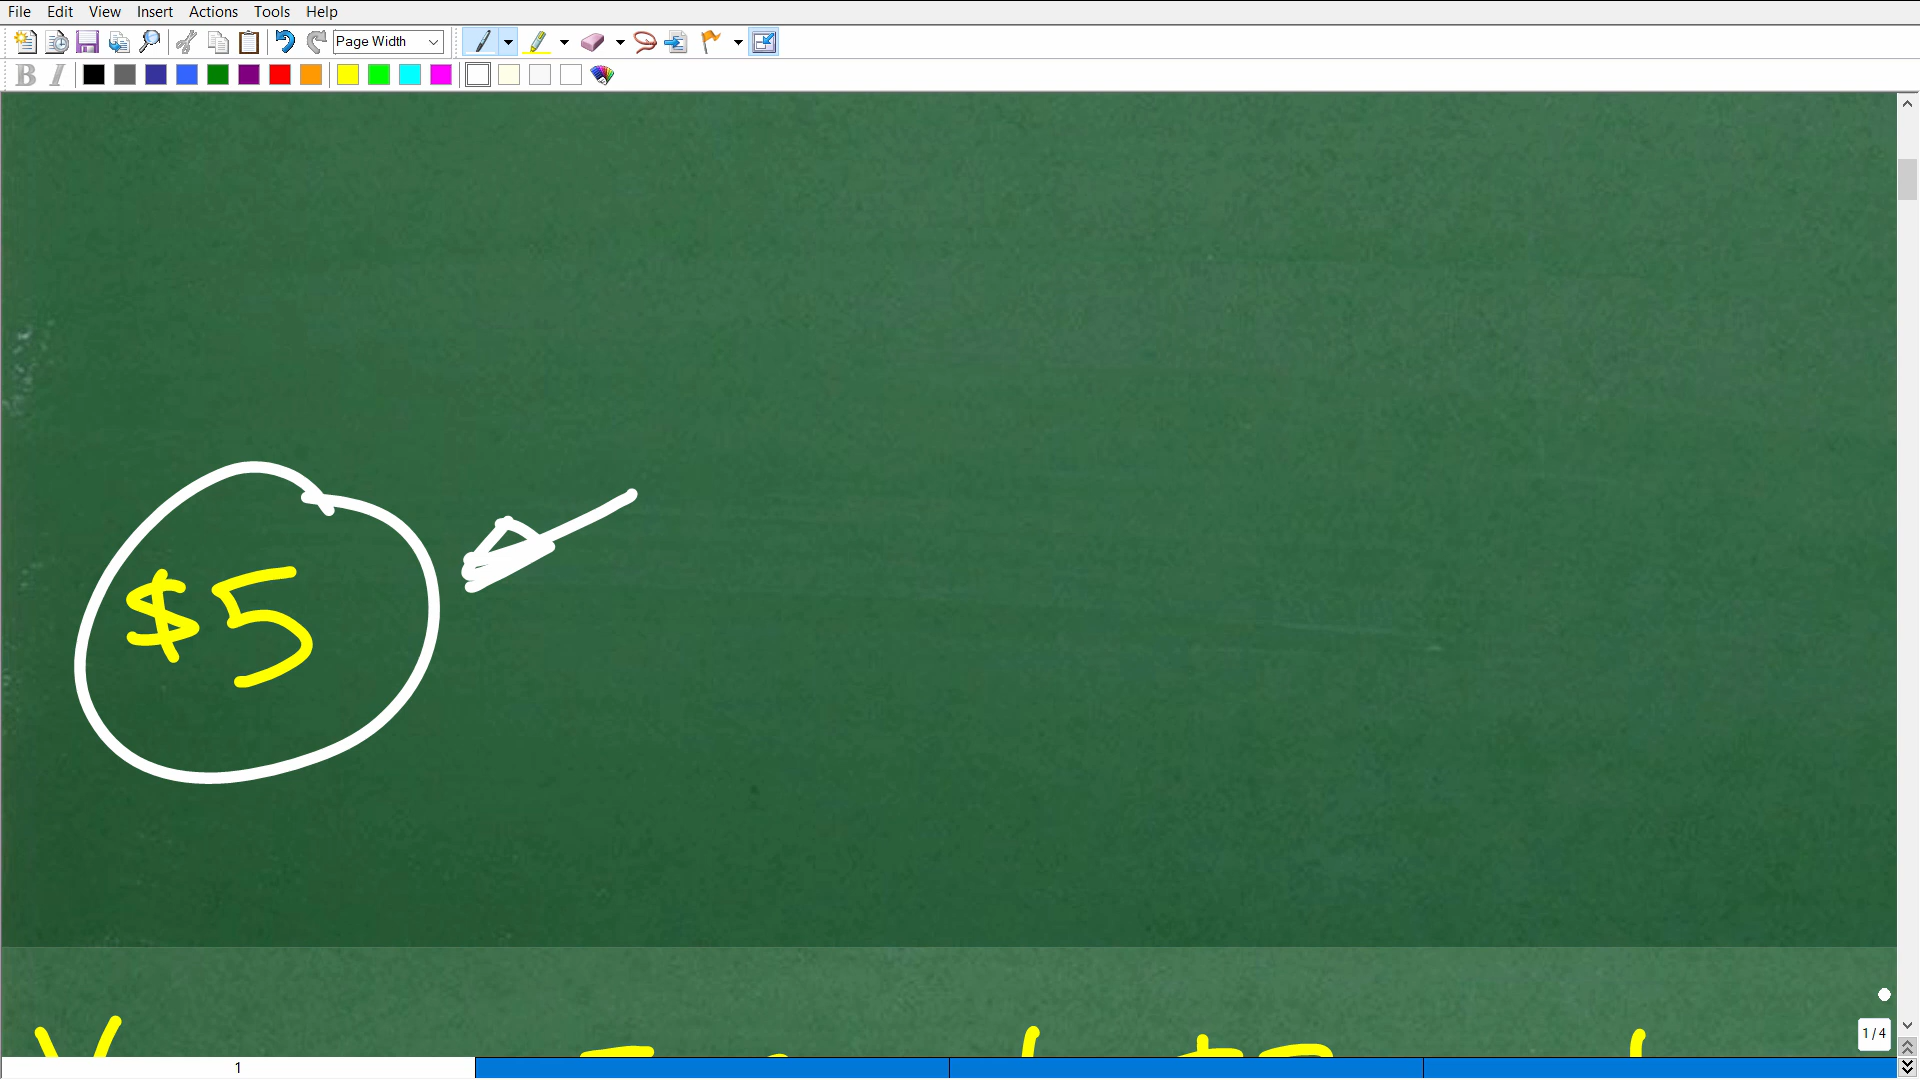 File Edit View Insert Actions Tools Help
Page Width
B I
$5
1 / 4
1